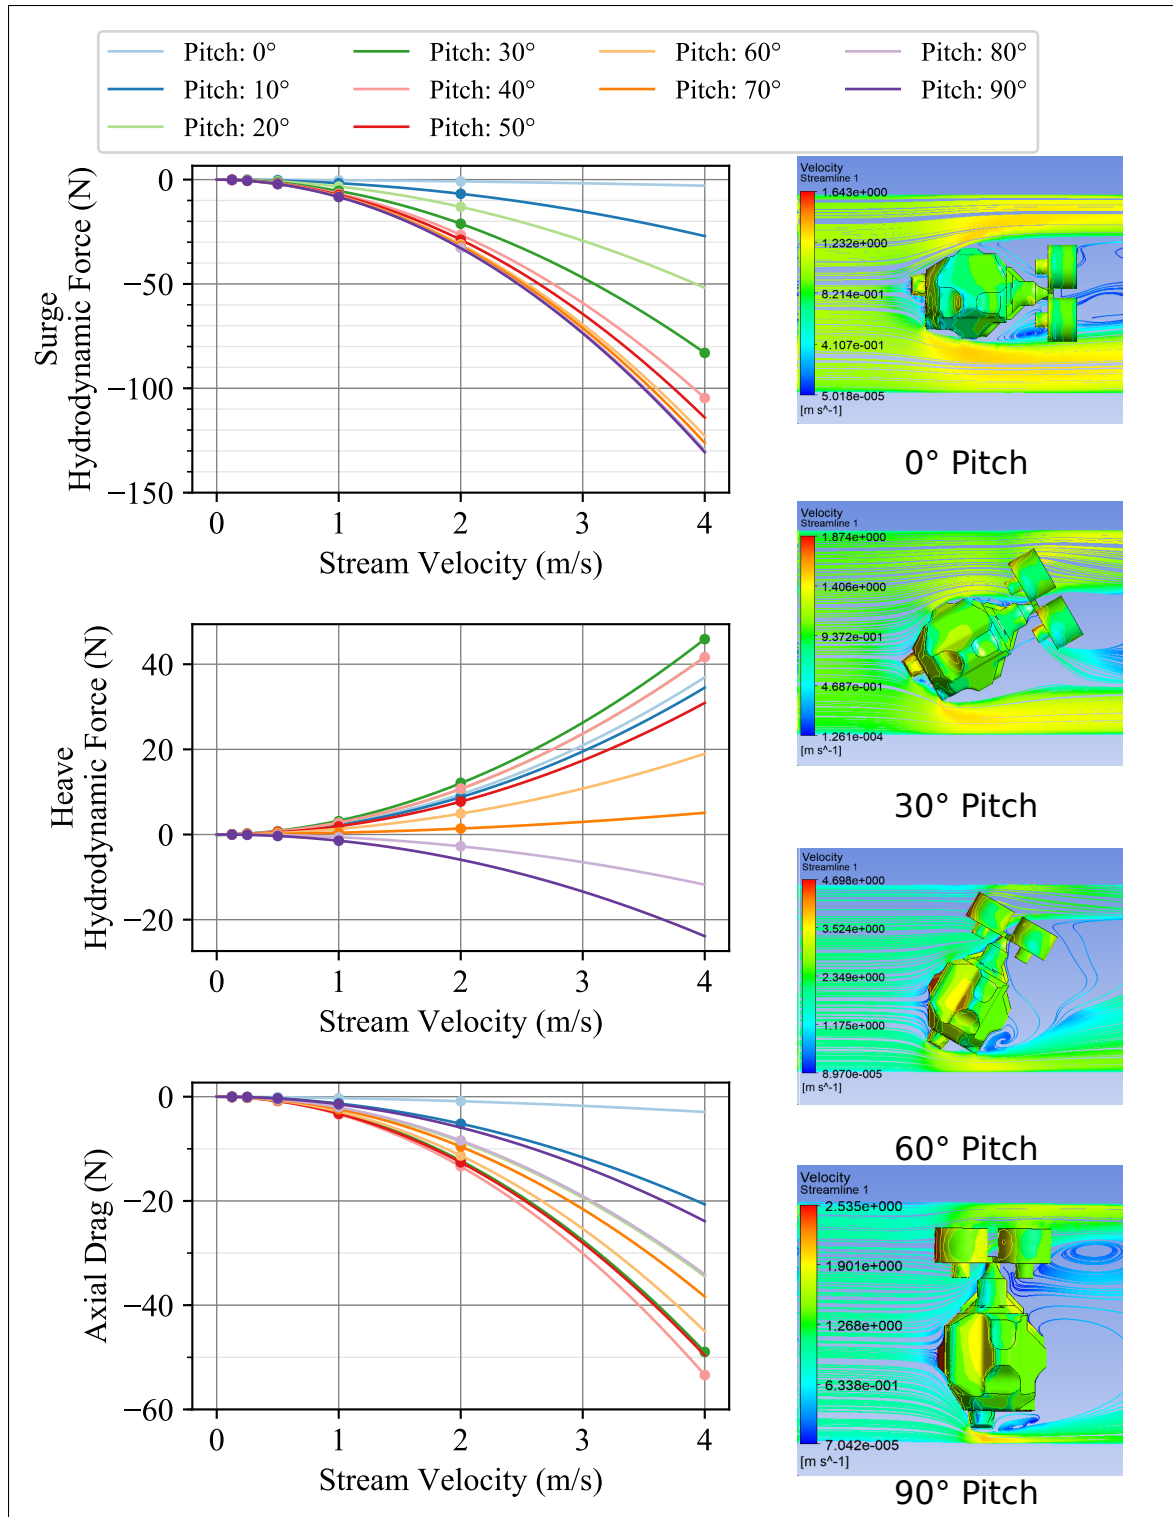 Pitch: 0° Pitch: 30° Pitch: 60° Pitch: 80°
Pitch: 10° Pitch: 40° Pitch: 70° Pitch: 90°
Pitch: 20° Pitch: 50°
0
−50
−100
−150
Surge
Hydrodynamic Force (N)
0 1 2 3 4
Stream Velocity (m/s)
Velocity
Streamline 1
1.643e+000
1.232e+000
8.214e-001
4.107e-001
5.018e-005
[m s^-1]
0° Pitch
40
20
0
−20
Heave
Hydrodynamic Force (N)
0 1 2 3 4
Stream Velocity (m/s)
Velocity
Streamline 1
1.874e+000
1.406e+000
9.372e-001
4.687e-001
1.261e-004
[m s^-1]
30° Pitch
Velocity
Streamline 1
4.698e+000
3.524e+000
2.349e+000
1.175e+000
8.970e-005
[m s^-1]
60° Pitch
0
−20
−40
−60
Axial Drag (N)
0 1 2 3 4
Stream Velocity (m/s)
Velocity
Streamline 1
2.535e+000
1.901e+000
1.268e+000
6.338e-001
7.042e-005
[m s^-1]
90° Pitch